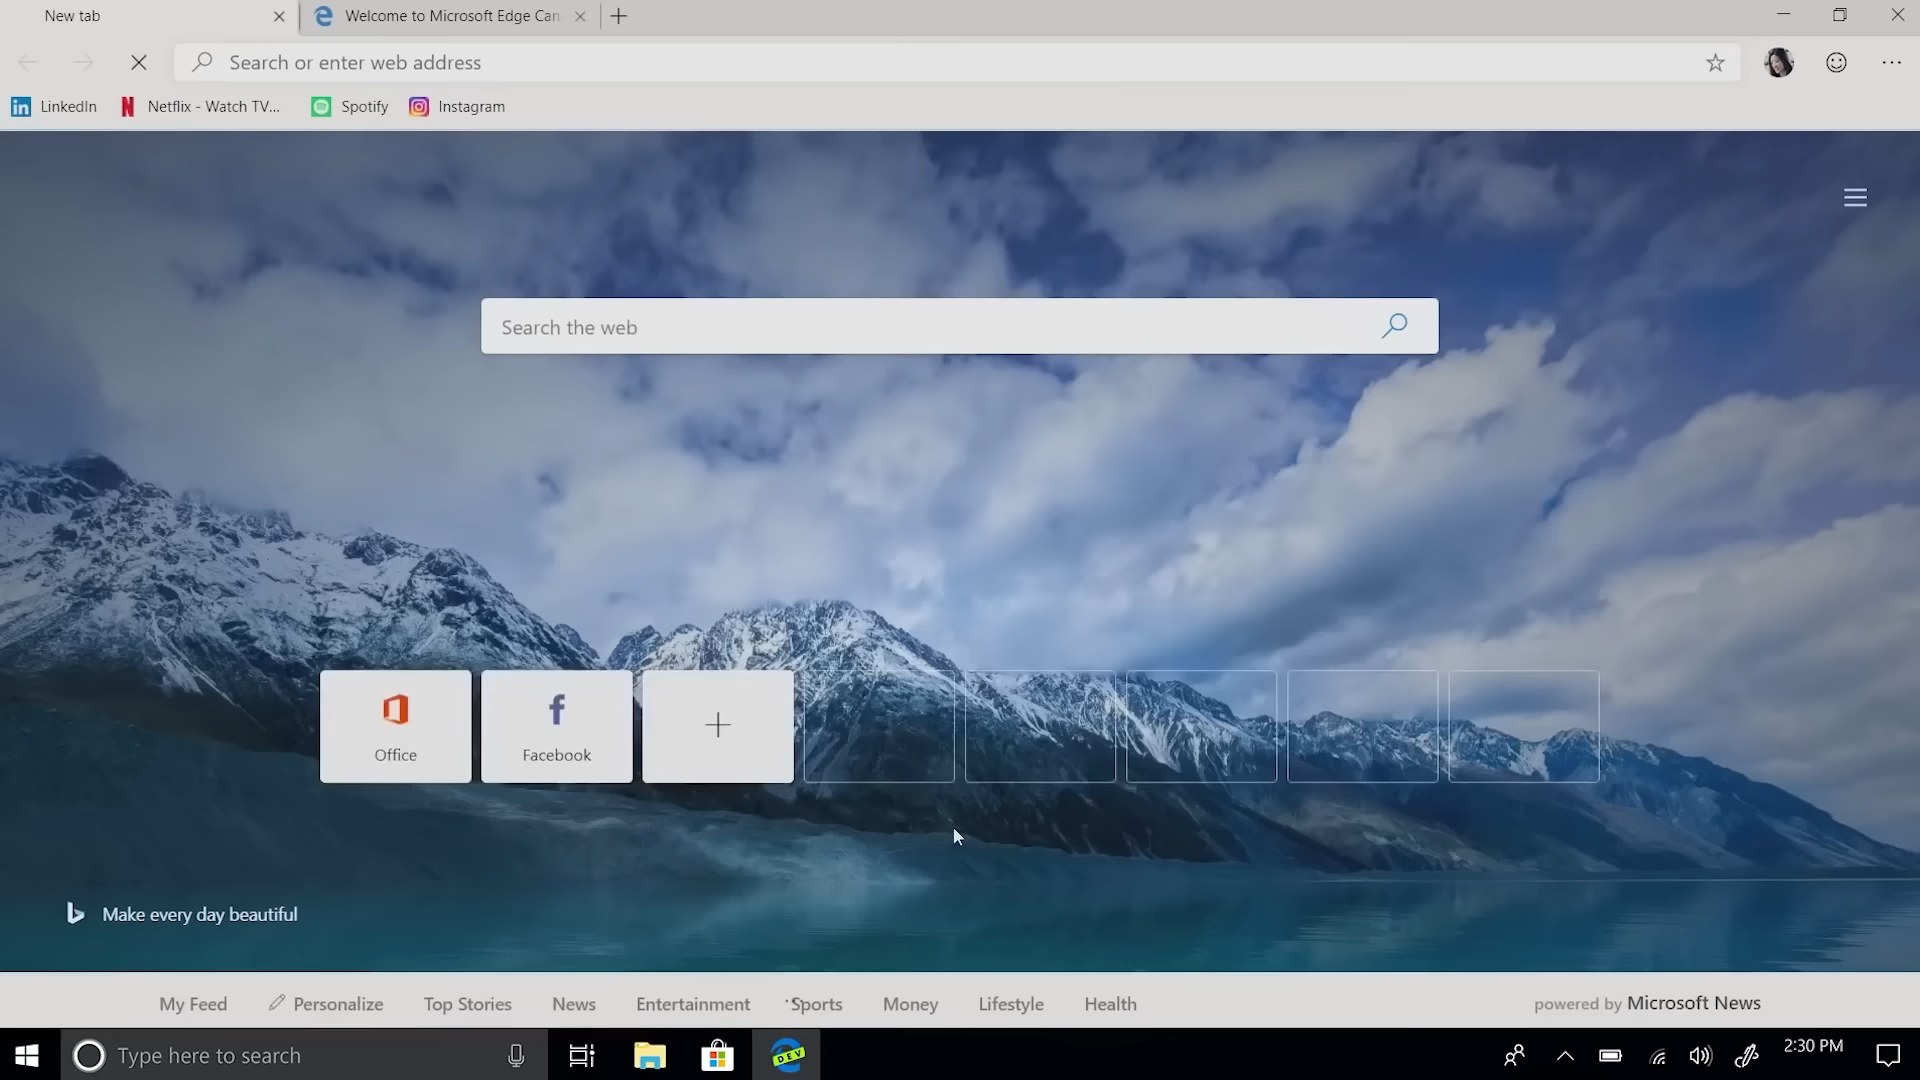 New tab
Welcome to Microsoft Edge Can
Search or enter web address
LinkedIn
Netflix - Watch TV...
Spotify
Instagram
Search the web
Office
Facebook
Make every day beautiful
My Feed
Personalize
Top Stories
News
Entertainment
Sports
Money
Lifestyle
Health
powered by Microsoft News
Type here to search
DEV
2:30 PM